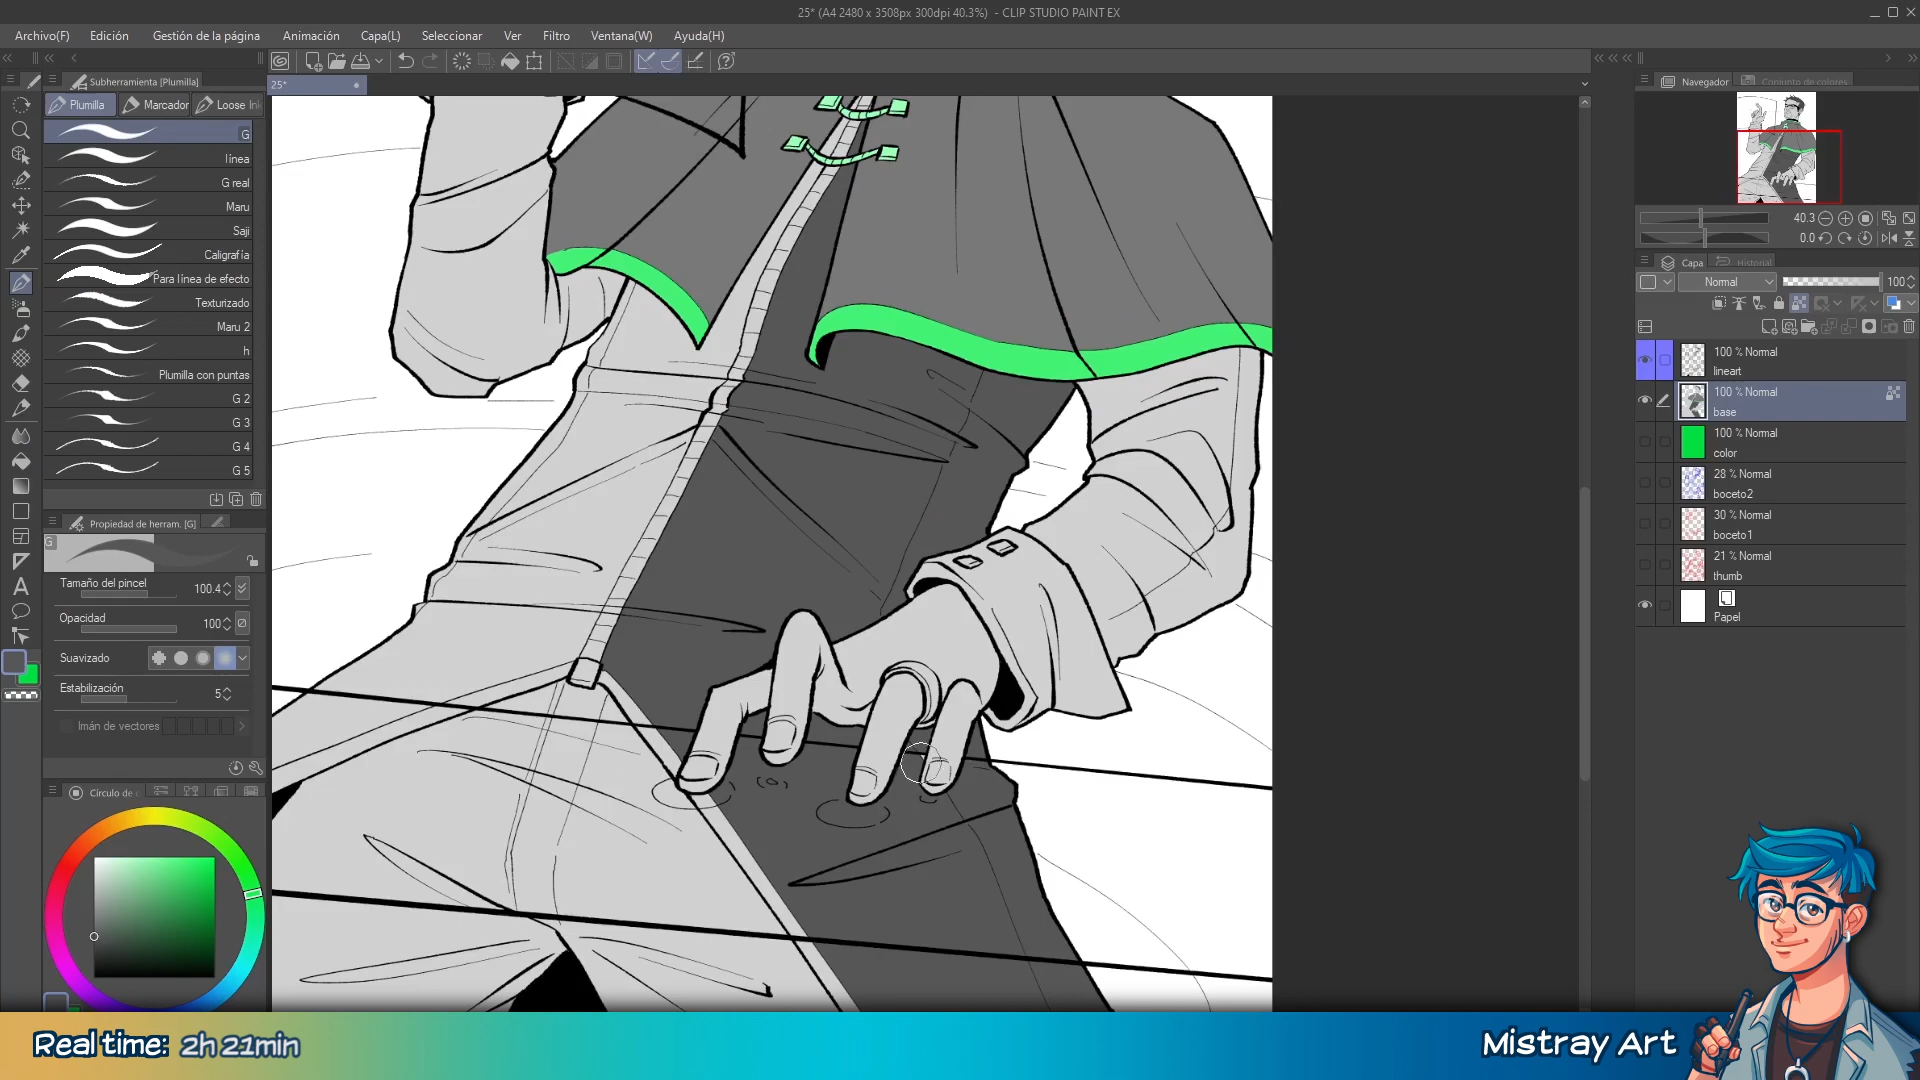 25* (A4 2480 x 3508px 300dpi 40.3%) - CLIP STUDIO PAINT EX
Archivo(F) Edición Gestión de la página Animación Capa(L) Seleccionar Ver Filtro Ventana(W) Ayuda(H)
Subherramienta [Plumilla]
Plumilla Marcador Loose Ink
25*
G
línea
G real
Maru
Saji
Caligrafía
Para línea de efecto
Texturizado
Maru 2
h
Plumilla con puntas
G 2
G 3
G 4
G 5
Propiedad de herram. [G]
G
Tamaño del pincel 100.4
Opacidad 100
Suavizado
Estabilización 5
Imán de vectores
Círculo de c
Navegador Conjunto de colores
40.3
0.0
Capa Historial
Normal 100
100 % Normal
lineart
100 % Normal
base
100 % Normal
color
28 % Normal
boceto2
30 % Normal
boceto1
21 % Normal
thumb
Papel
Real time: 2h 21min
Mistray Art